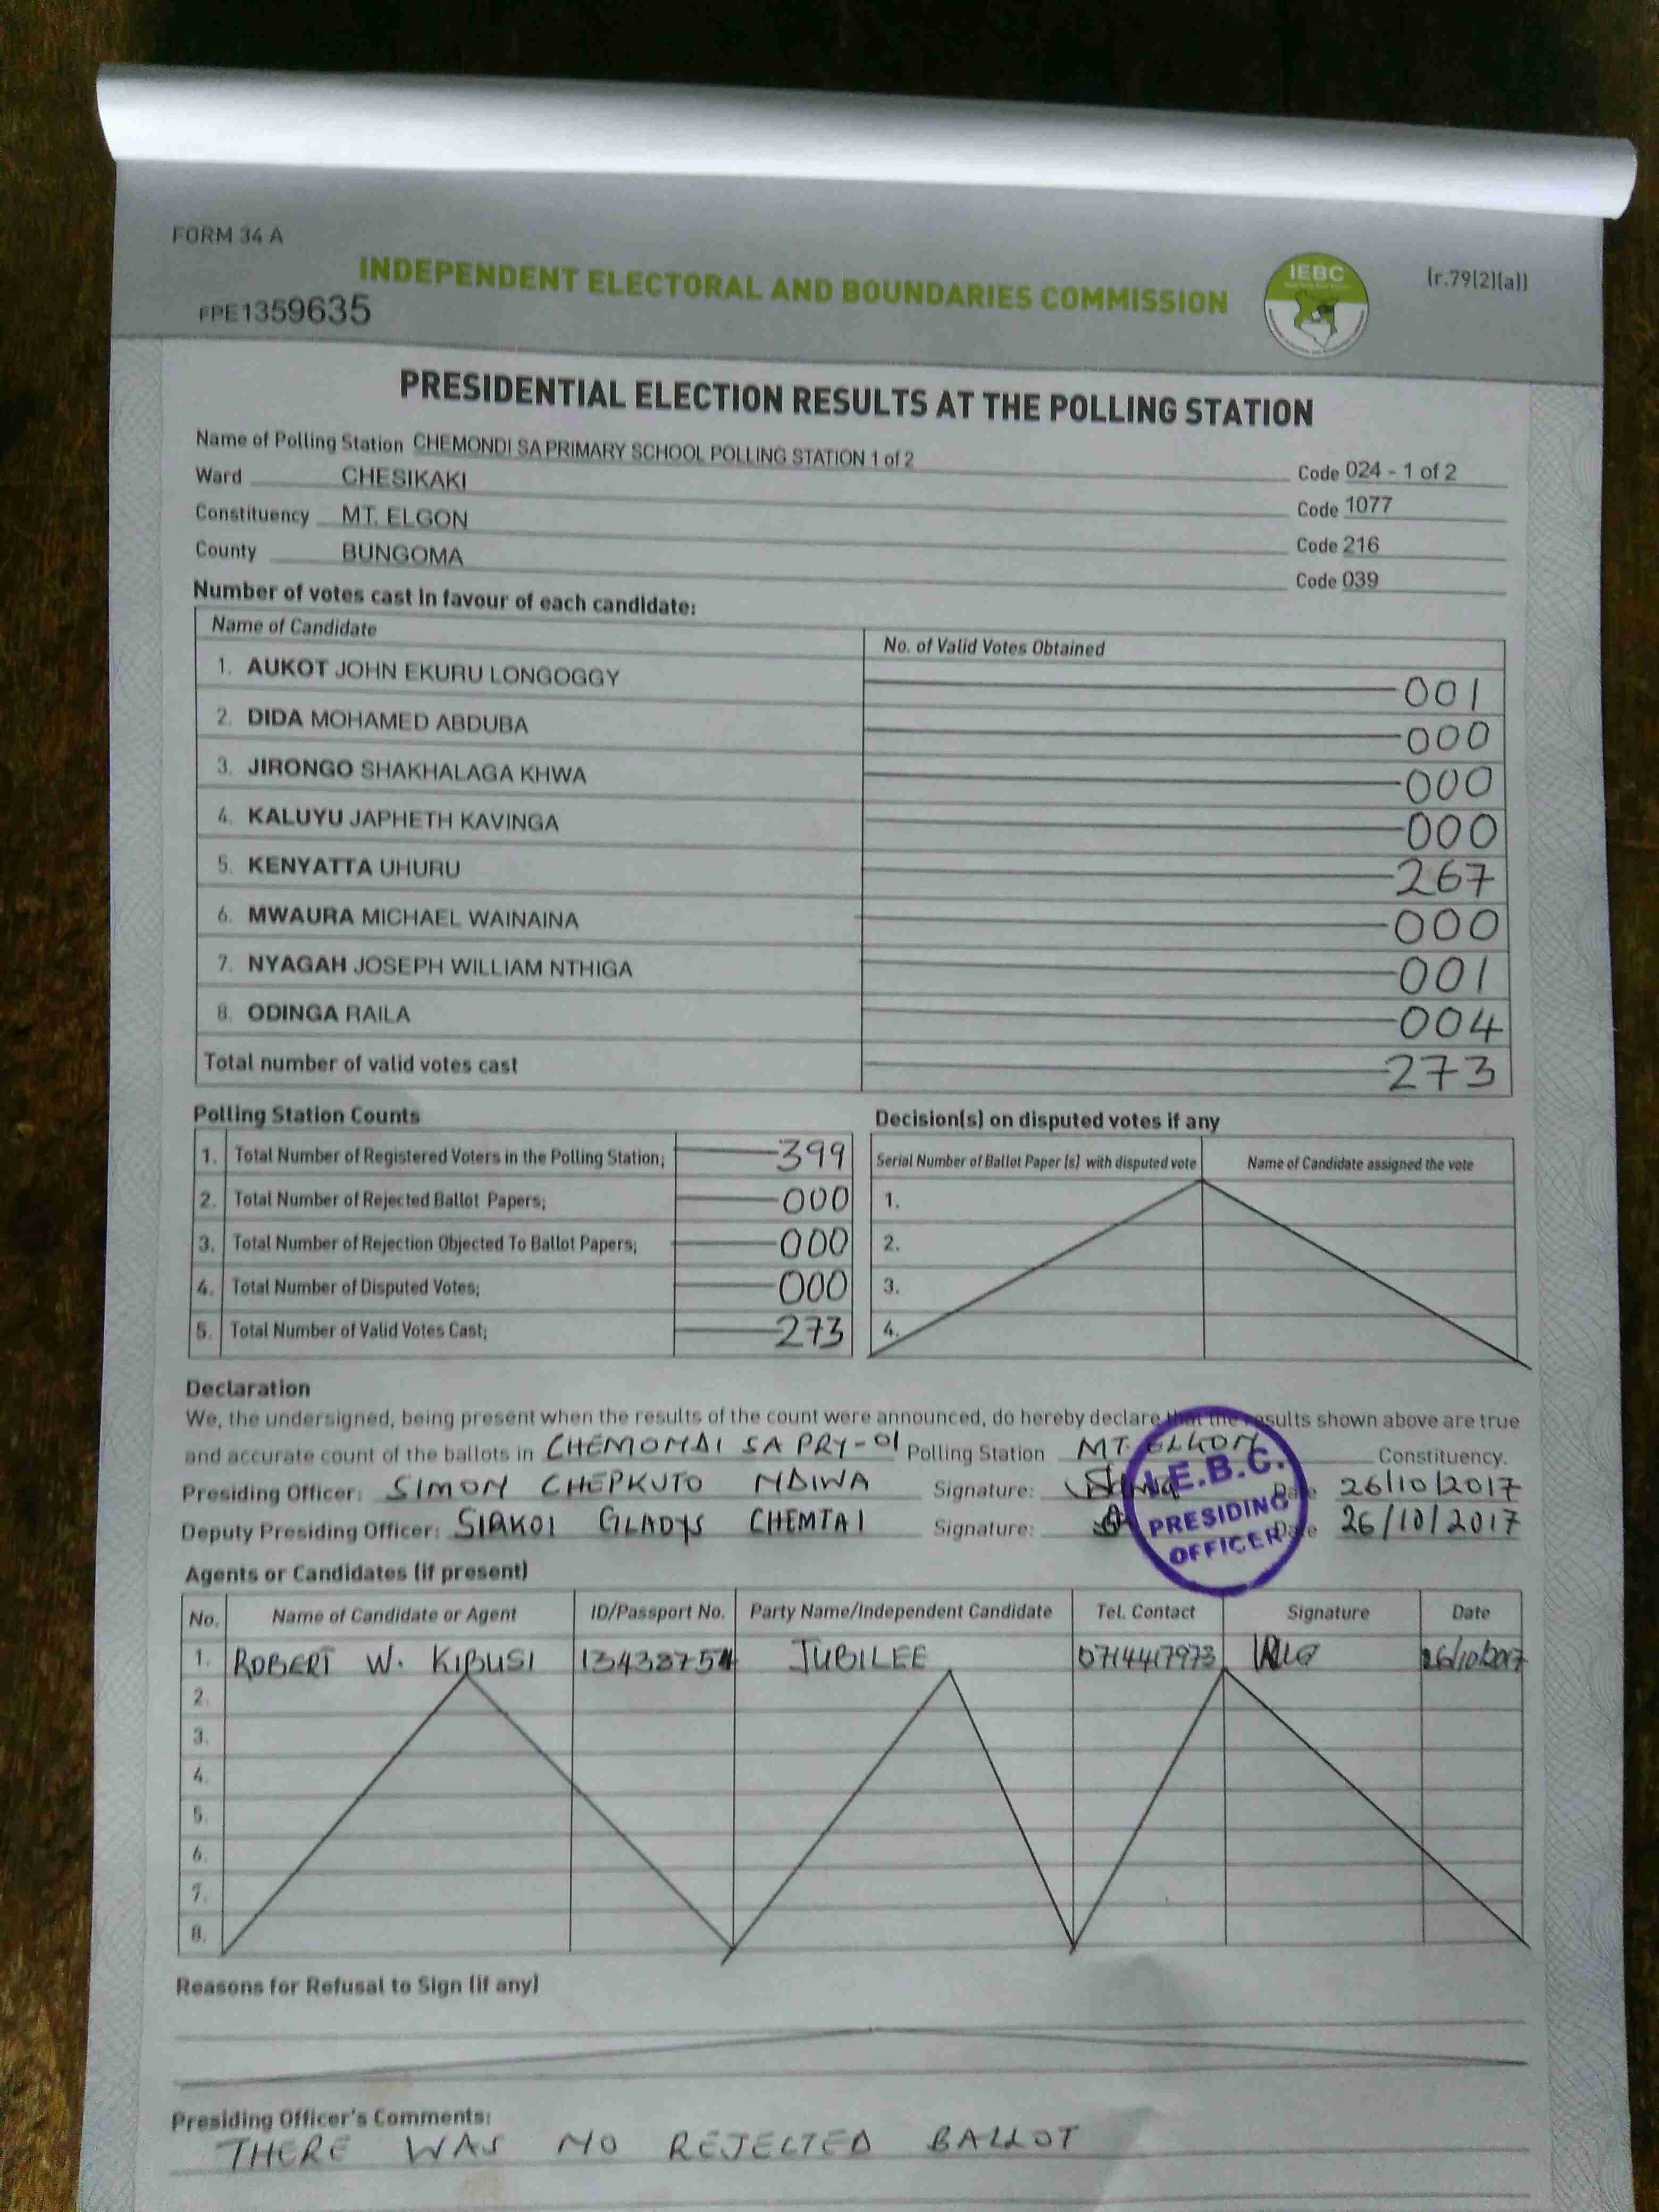 FORM 34 A
INDEPENDENT ELECTORAL AND BOUNDARIES COMMISSION
IEBC
(r.79(2)(a))
FPE1359635
PRESIDENTIAL ELECTION RESULTS AT THE POLLING STATION
Name of Polling Station CHEMONDI SA PRIMARY SCHOOL POLLING STATION 1 of 2 Code 024 - 1 of 2
Ward CHESIKAKI Code 1077
Constituency MT. ELGON Code 216
County BUNGOMA Code 039
Number of votes cast in favour of each candidate:
Name of Candidate No. of Valid Votes Obtained
1. AUKOT JOHN EKURU LONGOGGY 001
2. DIDA MOHAMED ABDUBA 000
3. JIRONGO SHAKHALAGA KHWA 000
4. KALUYU JAPHETH KAVINGA 000
5. KENYATTA UHURU 267
6. MWAURA MICHAEL WAINAINA 000
7. NYAGAH JOSEPH WILLIAM NTHIGA 001
8. ODINGA RAILA 004
Total number of valid votes cast 273
Polling Station Counts
1. Total Number of Registered Voters in the Polling Station; 399
2. Total Number of Rejected Ballot Papers; 000
3. Total Number of Rejection Objected To Ballot Papers; 000
4. Total Number of Disputed Votes; 000
5. Total Number of Valid Votes Cast; 273
Decision(s) on disputed votes if any
Serial Number of Ballot Paper (s) with disputed vote Name of Candidate assigned the vote
1.
2.
3.
4.
Declaration
We, the undersigned, being present when the results of the count were announced, do hereby declare that the results shown above are true
and accurate count of the ballots in CHEMONDI SA PRY-01 Polling Station MT. ELGON Constituency.
Presiding Officer: SIMON CHEPKUTO NDIWA Signature: Date 26/10/2017
Deputy Presiding Officer: SIRKOI GLADYS CHEMTAI Signature: Date 26/10/2017
I.E.B.C.
PRESIDING
OFFICER
Agents or Candidates (if present)
No. Name of Candidate or Agent ID/Passport No. Party Name/Independent Candidate Tel. Contact Signature Date
1. ROBERT W. KIBUSI JUBILEE 0714417973 26/10/2017
2.
3.
4.
5.
6.
7.
8.
Reasons for Refusal to Sign (if any)
Presiding Officer's Comments:
THERE WAS NO REJECTED BALLOT